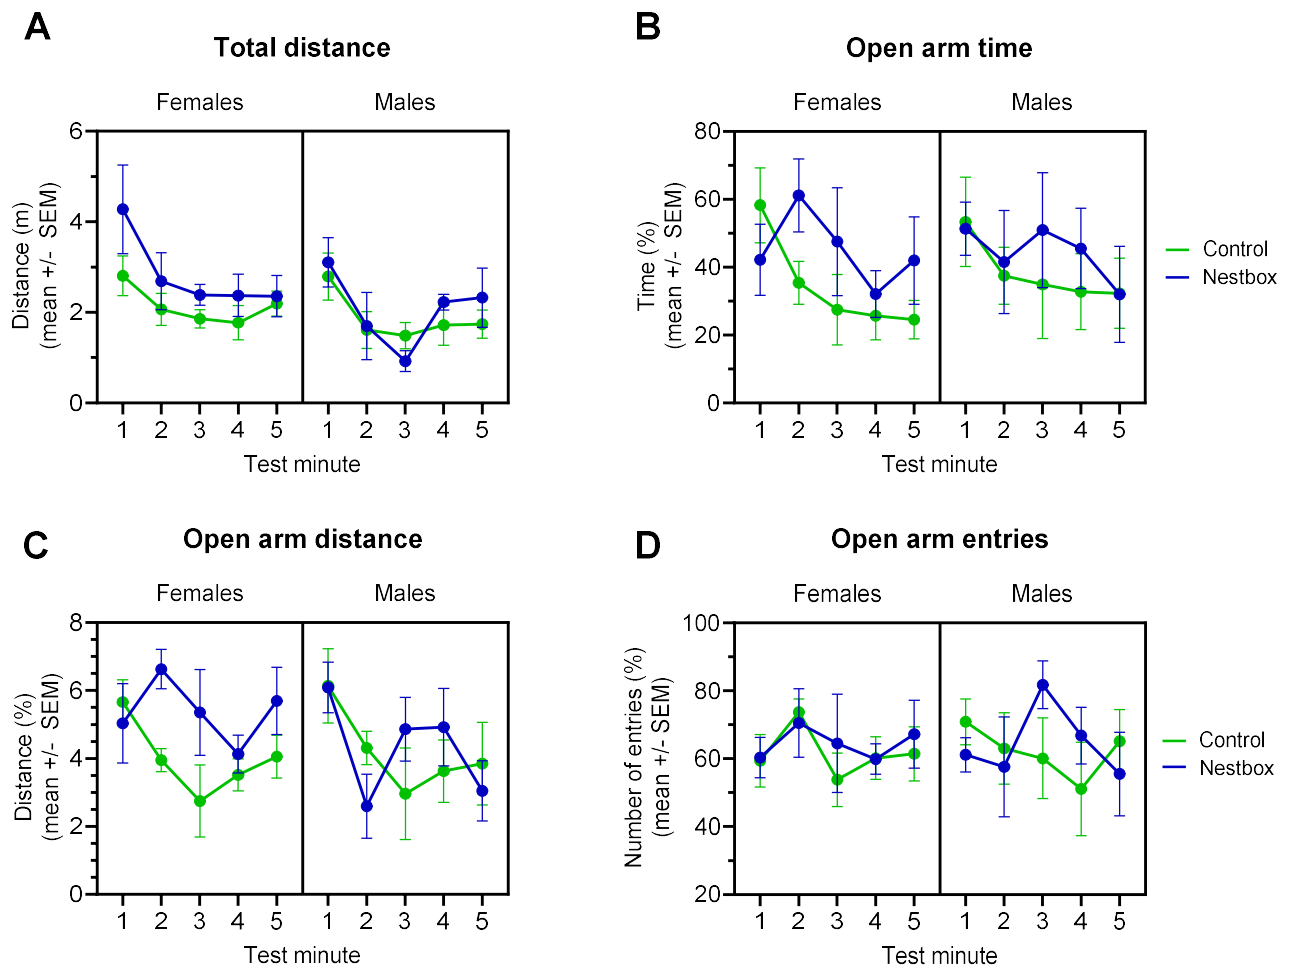 A
Total distance
Females Males
6
4
2
0
Distance (m)
(mean +/- SEM)
1 2 3 4 5 1 2 3 4 5
Test minute
B
Open arm time
Females Males
80
60
40
20
0
Time (%)
(mean +/- SEM)
1 2 3 4 5 1 2 3 4 5
Test minute
Control
Nestbox
C
Open arm distance
Females Males
8
6
4
2
0
Distance (%)
(mean +/- SEM)
1 2 3 4 5 1 2 3 4 5
Test minute
D
Open arm entries
Females Males
100
80
60
40
20
Number of entries (%)
(mean +/- SEM)
1 2 3 4 5 1 2 3 4 5
Test minute
Control
Nestbox